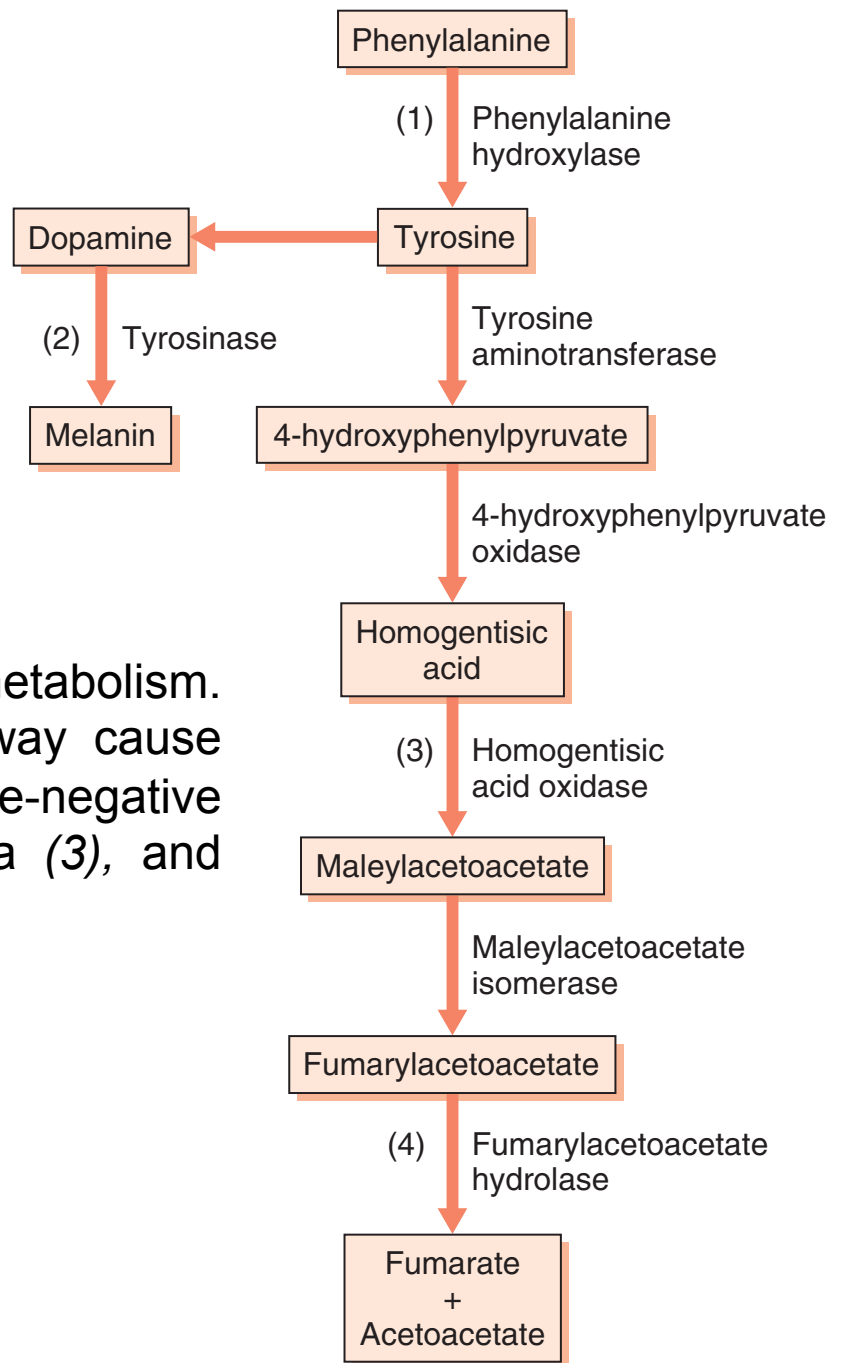 Phenylalanine
(1)
Phenylalanine
hydroxylase
Dopamine
Tyrosine
(2)
Tyrosinase
Tyrosine
aminotransferase
Melanin
4-hydroxyphenylpyruvate
4-hydroxyphenylpyruvate
oxidase
Homogentisic
acid
etabolism.
way cause
e-negative
a (3), and
(3)
Homogentisic
acid oxidase
Maleylacetoacetate
Maleylacetoacetate
isomerase
Fumarylacetoacetate
(4)
Fumarylacetoacetate
hydrolase
Fumarate
+
Acetoacetate